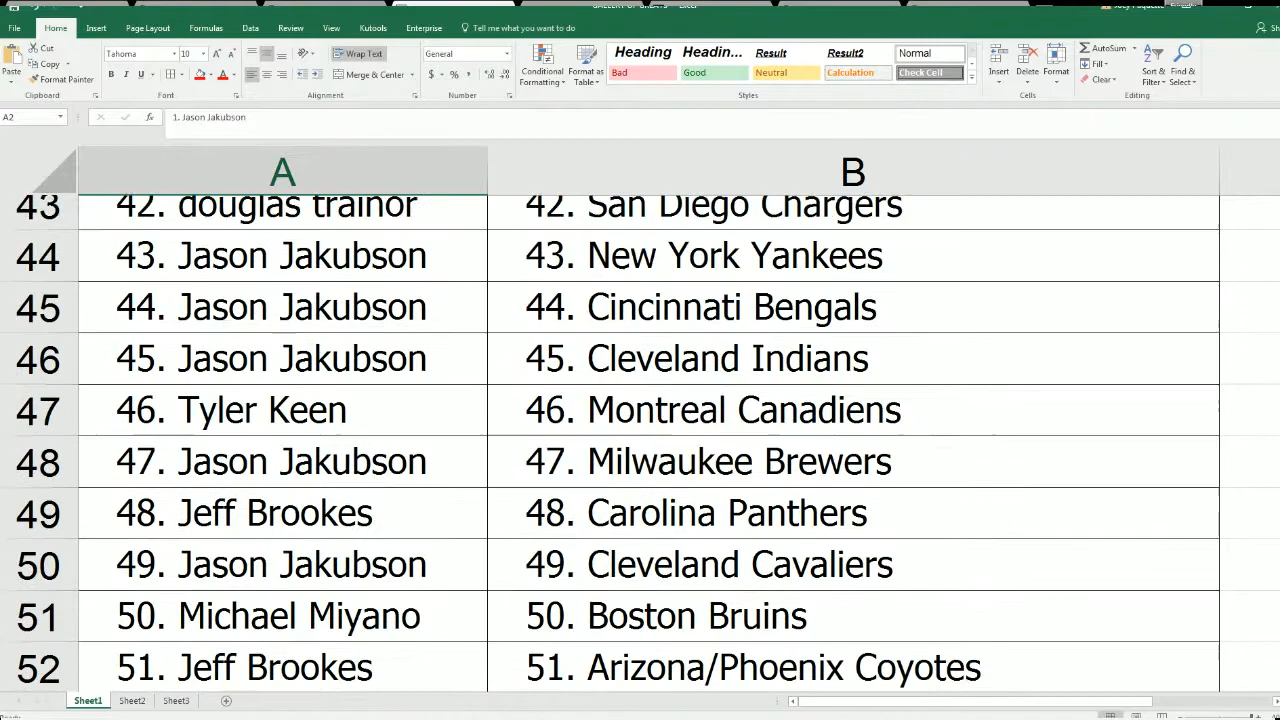 File Home Insert Page Layout Formulas Data Review View Kutools Enterprise Tell me what you want to do
Cut
Copy
Format Painter
Paste
Clipboard
Tahoma 10
B I U
Font
Wrap Text
Merge & Center
Alignment
General
$ % ,
Number
Conditional Formatting
Format as Table
Heading Headin... Result Result2 Normal
Bad Good Neutral Calculation Check Cell
Styles
Insert Delete Format
Cells
AutoSum
Fill
Clear
Sort & Filter
Find & Select
Editing
A2 fx 1. Jason Jakubson
A B
43 42. douglas trainor 42. San Diego Chargers
44 43. Jason Jakubson 43. New York Yankees
45 44. Jason Jakubson 44. Cincinnati Bengals
46 45. Jason Jakubson 45. Cleveland Indians
47 46. Tyler Keen 46. Montreal Canadiens
48 47. Jason Jakubson 47. Milwaukee Brewers
49 48. Jeff Brookes 48. Carolina Panthers
50 49. Jason Jakubson 49. Cleveland Cavaliers
51 50. Michael Miyano 50. Boston Bruins
52 51. Jeff Brookes 51. Arizona/Phoenix Coyotes
Sheet1 Sheet2 Sheet3